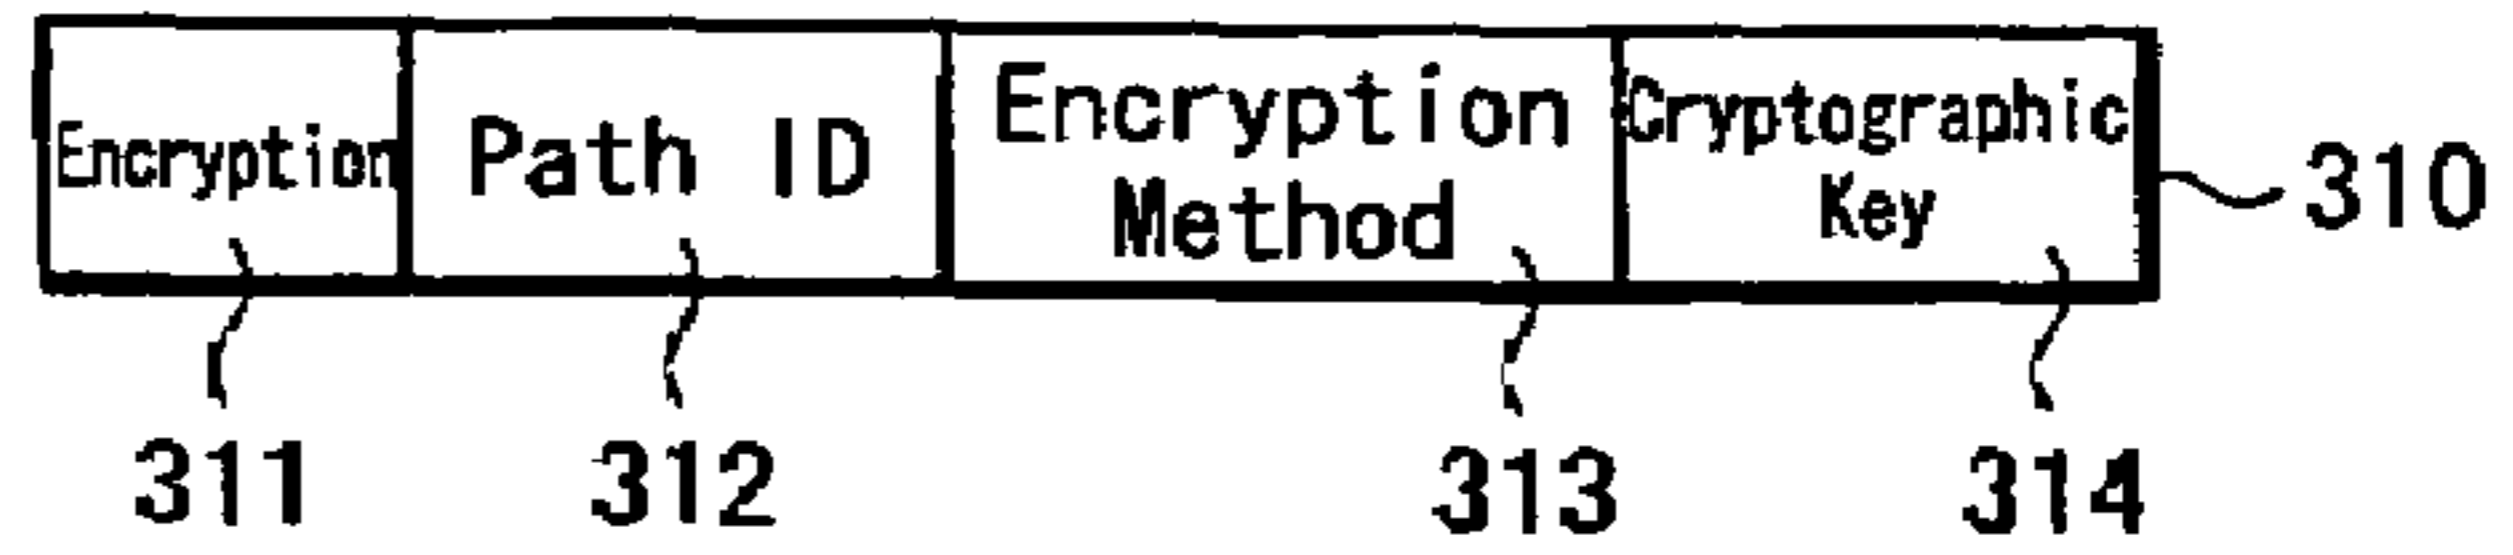 Encryption Path ID Encryption Cryptographic
Method Key
310
311 312 313 314